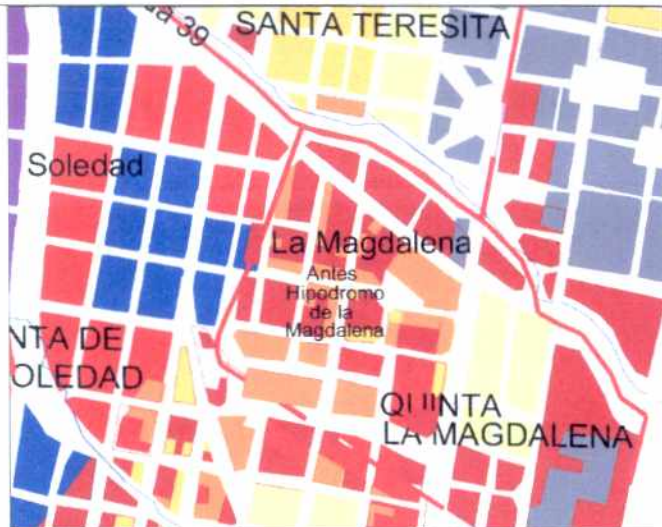 39
SANTA TERESITA
Soledad
La Magdalena
Antes
Hipodromo
de la
Magdalena
NTA DE
OLEDAD
QUINTA
LA MAGDALENA